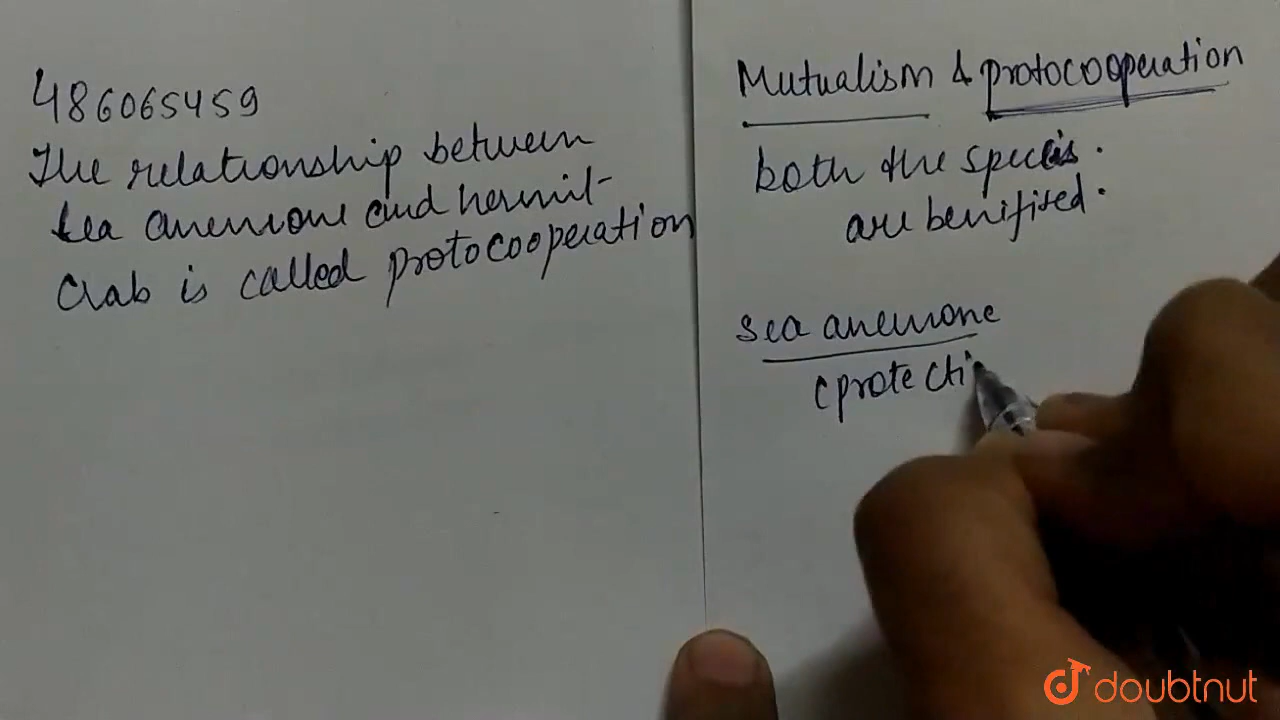 486065459
The relationship between
sea anemone and hermit-
Crab is called protocooperation
Mutualism & protocooperation
both the species.
are benifited.
sea anemone
(protecti
doubtnut